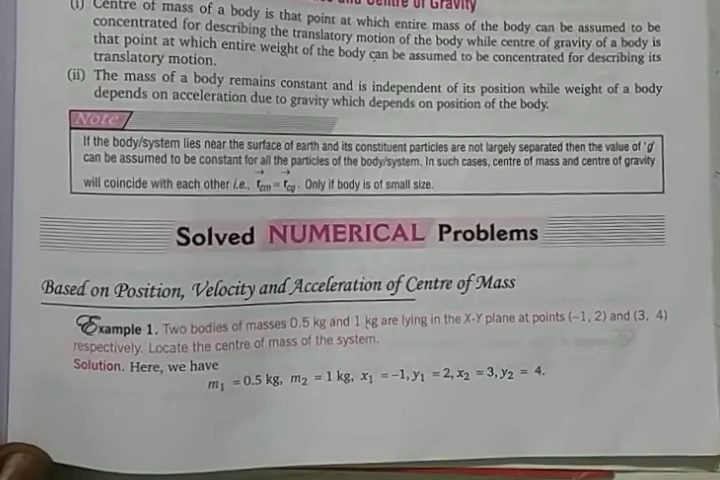 Centre of Gravity
(i) Centre of mass of a body is that point at which entire mass of the body can be assumed to be
concentrated for describing the translatory motion of the body while centre of gravity of a body is
that point at which entire weight of the body can be assumed to be concentrated for describing its
translatory motion.
(ii) The mass of a body remains constant and is independent of its position while weight of a body
depends on acceleration due to gravity which depends on position of the body.
Note
If the body/system lies near the surface of earth and its constituent particles are not largely separated then the value of 'g'
can be assumed to be constant for all the particles of the body/system. In such cases, centre of mass and centre of gravity
will coincide with each other i.e., r⃗cm = r⃗cg. Only if body is of small size.
Solved NUMERICAL Problems
Based on Position, Velocity and Acceleration of Centre of Mass
Example 1. Two bodies of masses 0.5 kg and 1 kg are lying in the X-Y plane at points (−1, 2) and (3, 4)
respectively. Locate the centre of mass of the system.
Solution. Here, we have
m₁ = 0.5 kg, m₂ = 1 kg, x₁ = −1, y₁ = 2, x₂ = 3, y₂ = 4.